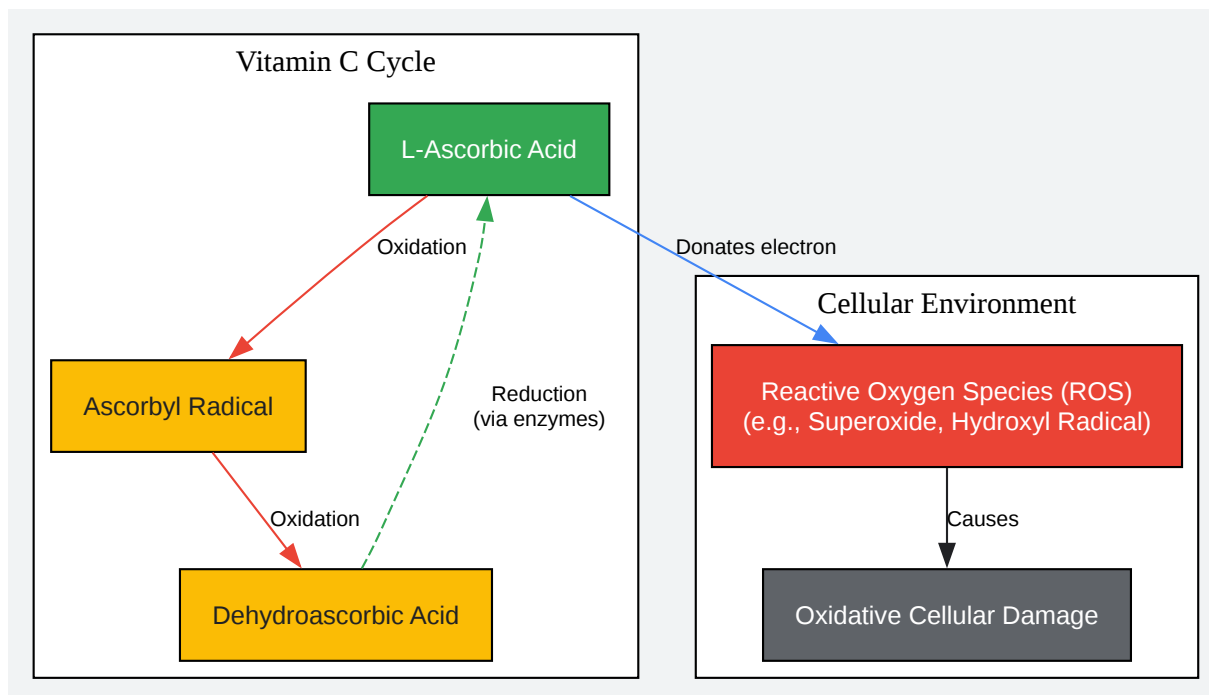 Vitamin C Cycle
L-Ascorbic Acid
Oxidation
Donates electron
Cellular Environment
Ascorbyl Radical
Reduction
(via enzymes)
Reactive Oxygen Species (ROS)
(e.g., Superoxide, Hydroxyl Radical)
Oxidation
Causes
Dehydroascorbic Acid
Oxidative Cellular Damage